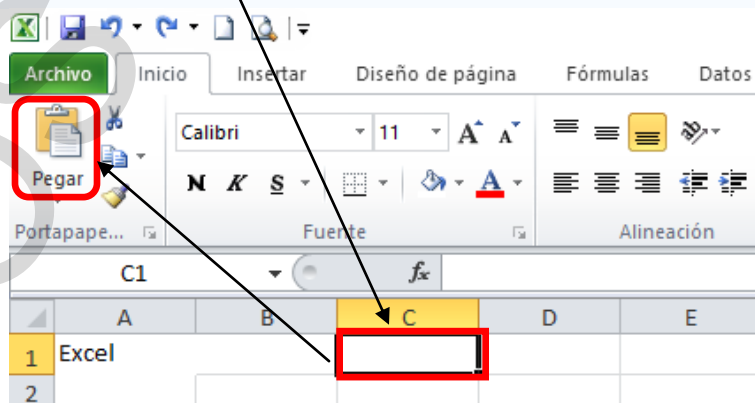 Archivo Inicio Insertar Diseño de página Fórmulas Datos
Calibri 11 A A
Pegar
N K S A
Portapape... Fuente Alineación
C1 fx
A B C D E
1 Excel
2